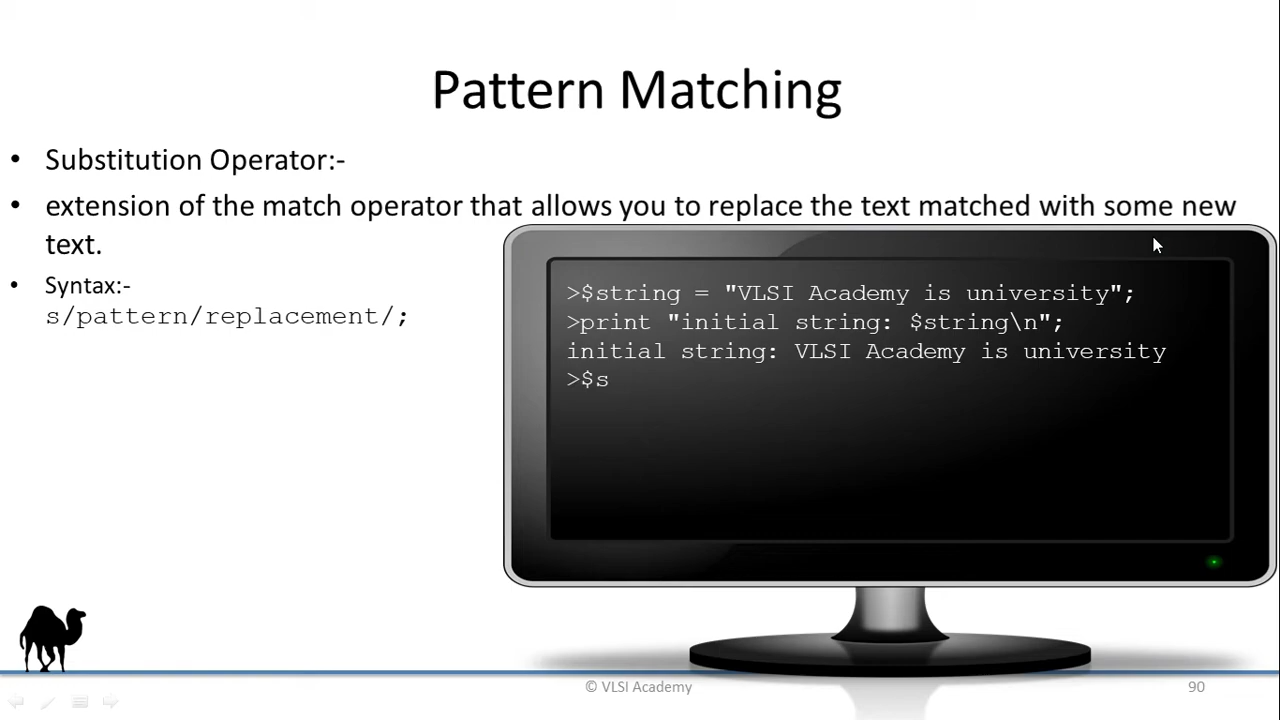 Pattern Matching
• Substitution Operator:-
• extension of the match operator that allows you to replace the text matched with some new
text.
• Syntax:-
s/pattern/replacement/;
>$string = "VLSI Academy is university";
>print "initial string: $string\n";
initial string: VLSI Academy is university
>$s
© VLSI Academy
90